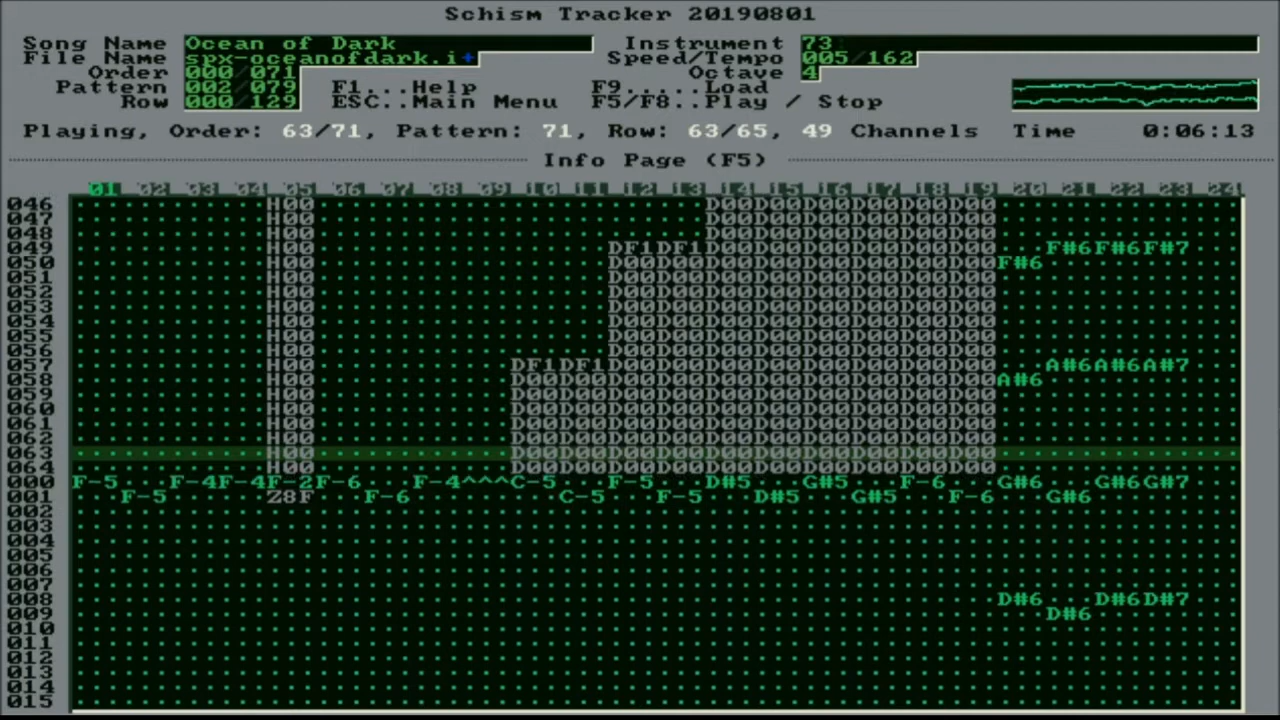 Schism Tracker 20190801
Song Name Ocean of Dark Instrument 73
File Name spx-oceanofdark.i+ Speed/Tempo 005/162
Order 000/071 Octave 4
Pattern 002/079 F1...Help F9.....Load
Row 000/129 ESC..Main Menu F5/F8..Play / Stop
Playing, Order: 63/71, Pattern: 71, Row: 63/65, 49 Channels Time 0:06:13
Info Page (F5)
01 02 03 04 05 06 07 08 09 10 11 12 13 14 15 16 17 18 19 20 21 22 23 24
046 H00 D00D00D00D00D00D00
047 H00 D00D00D00D00D00D00
048 H00 D00D00D00D00D00D00
049 H00 DF1DF1D00D00D00D00D00D00 F#6F#6F#7
050 H00 D00D00D00D00D00D00D00D00F#6
051 H00 D00D00D00D00D00D00D00D00
052 H00 D00D00D00D00D00D00D00D00
053 H00 D00D00D00D00D00D00D00D00
054 H00 D00D00D00D00D00D00D00D00
055 H00 D00D00D00D00D00D00D00D00
056 H00 D00D00D00D00D00D00D00D00
057 H00 DF1DF1D00D00D00D00D00D00D00D00 A#6A#6A#7
058 H00 D00D00D00D00D00D00D00D00D00D00A#6
059 H00 D00D00D00D00D00D00D00D00D00D00
060 H00 D00D00D00D00D00D00D00D00D00D00
061 H00 D00D00D00D00D00D00D00D00D00D00
062 H00 D00D00D00D00D00D00D00D00D00D00
063 H00 D00D00D00D00D00D00D00D00D00D00
064 H00 D00D00D00D00D00D00D00D00D00D00
000 F-5 F-4F-4F-2F-6 F-4^^^C-5 F-5 D#5 G#5 F-6 G#6 G#6G#7
001 F-5 Z8F F-6 C-5 F-5 D#5 G#5 F-6 G#6
002
003
004
005
006
007
008 D#6 D#6D#7
009 D#6
010
011
012
013
014
015